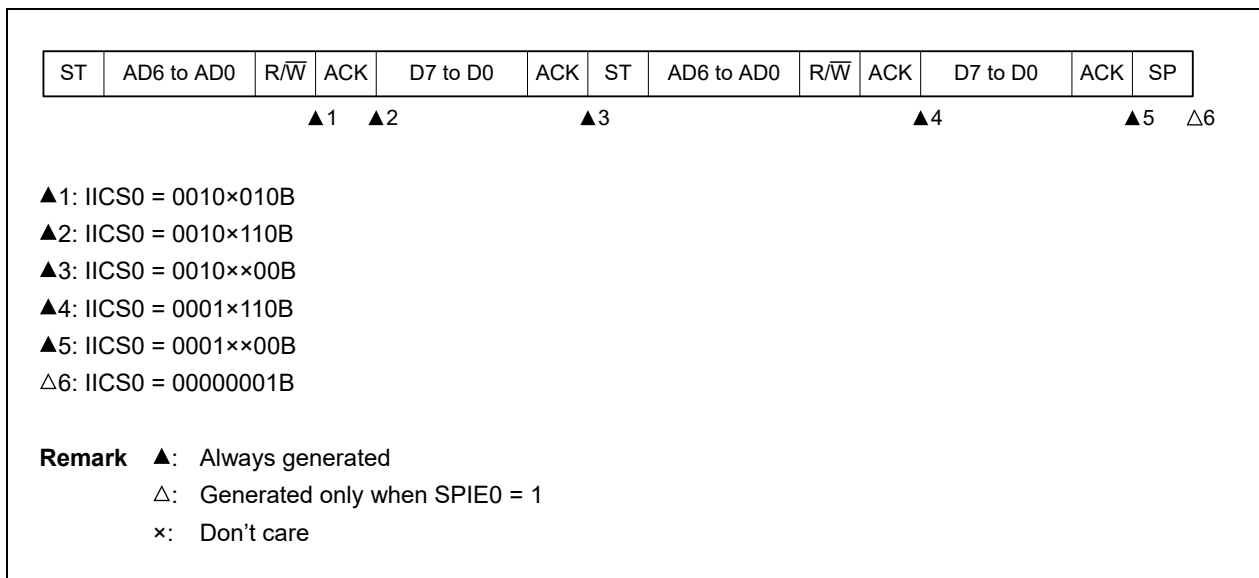 ST AD6 to AD0 R/W̅ ACK D7 to D0 ACK ST AD6 to AD0 R/W̅ ACK D7 to D0 ACK SP
▲1 ▲2 ▲3 ▲4 ▲5 △6
▲1: IICS0 = 0010×010B
▲2: IICS0 = 0010×110B
▲3: IICS0 = 0010××00B
▲4: IICS0 = 0001×110B
▲5: IICS0 = 0001××00B
△6: IICS0 = 00000001B
Remark ▲: Always generated
△: Generated only when SPIE0 = 1
×: Don’t care